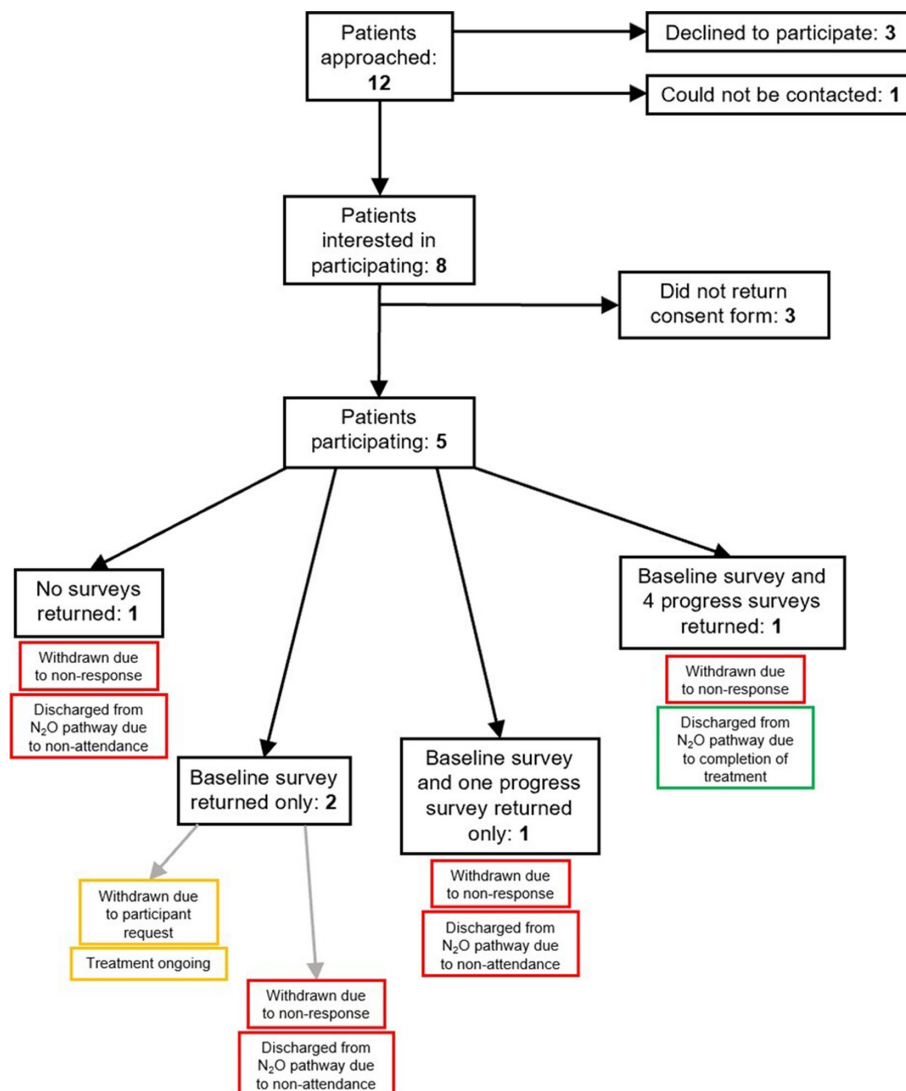 Patients
approached:
12
Declined to participate: 3
Could not be contacted: 1
Patients
interested in
participating: 8
Did not return
consent form: 3
Patients
participating: 5
No surveys
returned: 1
Withdrawn due
to non-response
Discharged from
N₂O pathway due
to non-attendance
Baseline survey
returned only: 2
Withdrawn due
to participant
request
Treatment ongoing
Withdrawn due
to non-response
Discharged from
N₂O pathway due
to non-attendance
Baseline survey
and one progress
survey returned
only: 1
Withdrawn due
to non-response
Discharged from
N₂O pathway due
to non-attendance
Baseline survey and
4 progress surveys
returned: 1
Withdrawn due
to non-response
Discharged from
N₂O pathway due
to completion of
treatment